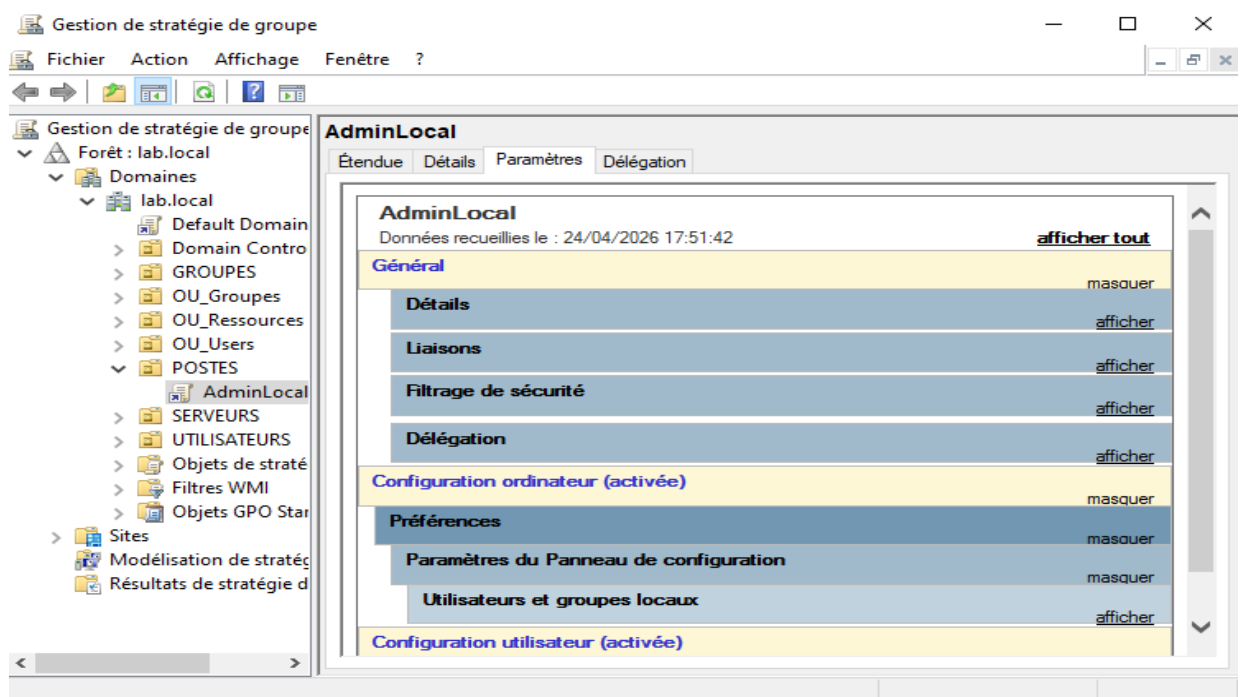 Gestion de stratégie de groupe
Fichier Action Affichage Fenêtre ?
Gestion de stratégie de groupe
Forêt : lab.local
Domaines
lab.local
Default Domain
Domain Contro
GROUPES
OU_Groupes
OU_Ressources
OU_Users
POSTES
AdminLocal
SERVEURS
UTILISATEURS
Objets de straté
Filtres WMI
Objets GPO Star
Sites
Modélisation de stratég
Résultats de stratégie d
AdminLocal
Étendue Détails Paramètres Délégation
AdminLocal
Données recueillies le : 24/04/2026 17:51:42 afficher tout
Général
masquer
Détails
afficher
Liaisons
afficher
Filtrage de sécurité
afficher
Délégation
afficher
Configuration ordinateur (activée)
masquer
Préférences
masquer
Paramètres du Panneau de configuration
masquer
Utilisateurs et groupes locaux
afficher
Configuration utilisateur (activée)